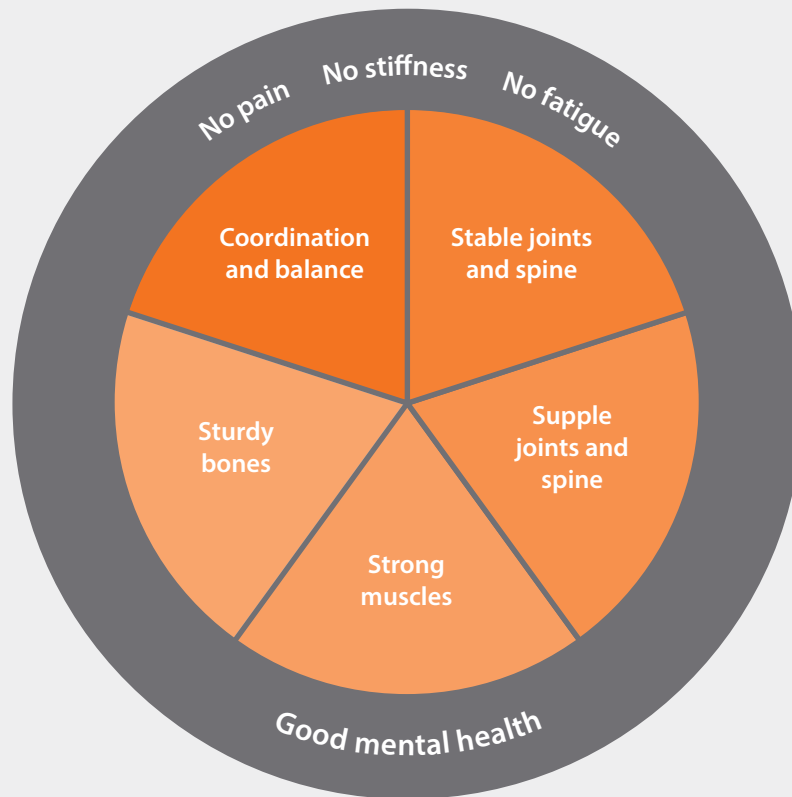 No pain
No stiffness
No fatigue
Coordination
and balance
Stable joints
and spine
Supple
joints and
spine
Strong
muscles
Sturdy
bones
Good mental health